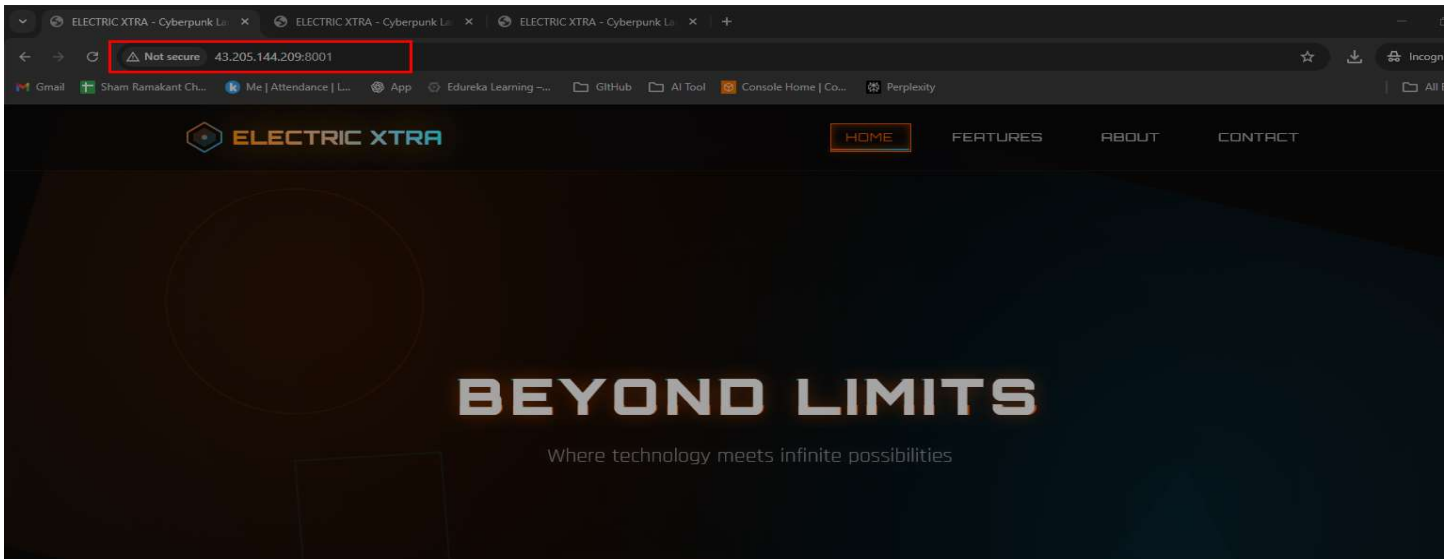 ELECTRIC XTRA - Cyberpunk La ELECTRIC XTRA - Cyberpunk La ELECTRIC XTRA - Cyberpunk La
Not secure 43.205.144.209:8001 Incogn
Gmail Sham Ramakant Ch... Me | Attendance | L... App Edureka Learning –... GItHub AI Tool Console Home | Co... Perplexity All
ELECTRIC XTRA HOME FEATURES ABOUT CONTACT
BEYOND LIMITS
Where technology meets infinite possibilities